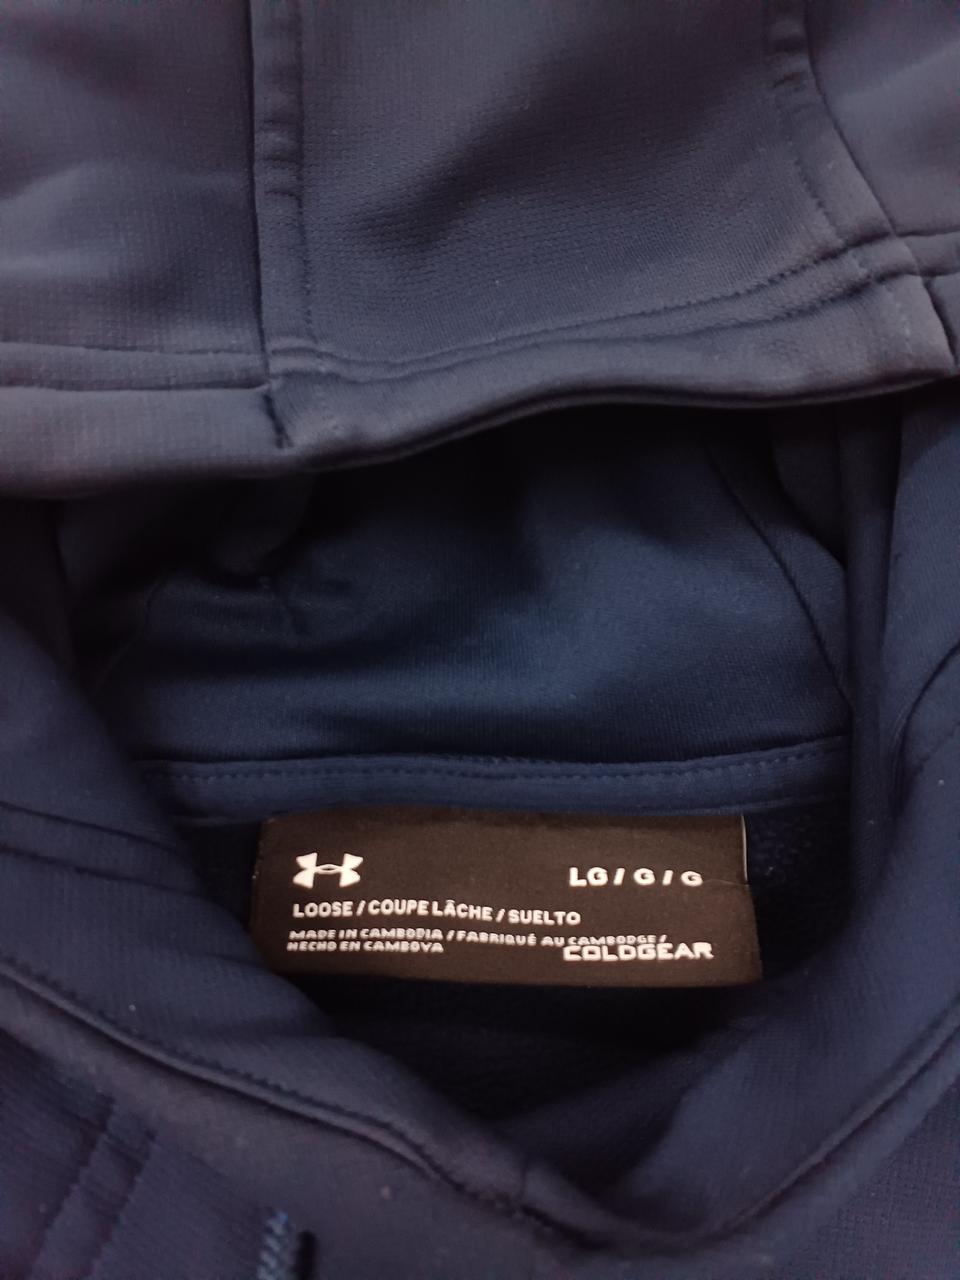 LG / G / G
LOOSE / COUPE LÂCHE / SUELTO
MADE IN CAMBODIA / FABRIQUÉ AU CAMBODGE /
HECHO EN CAMBOYA
COLDGEAR